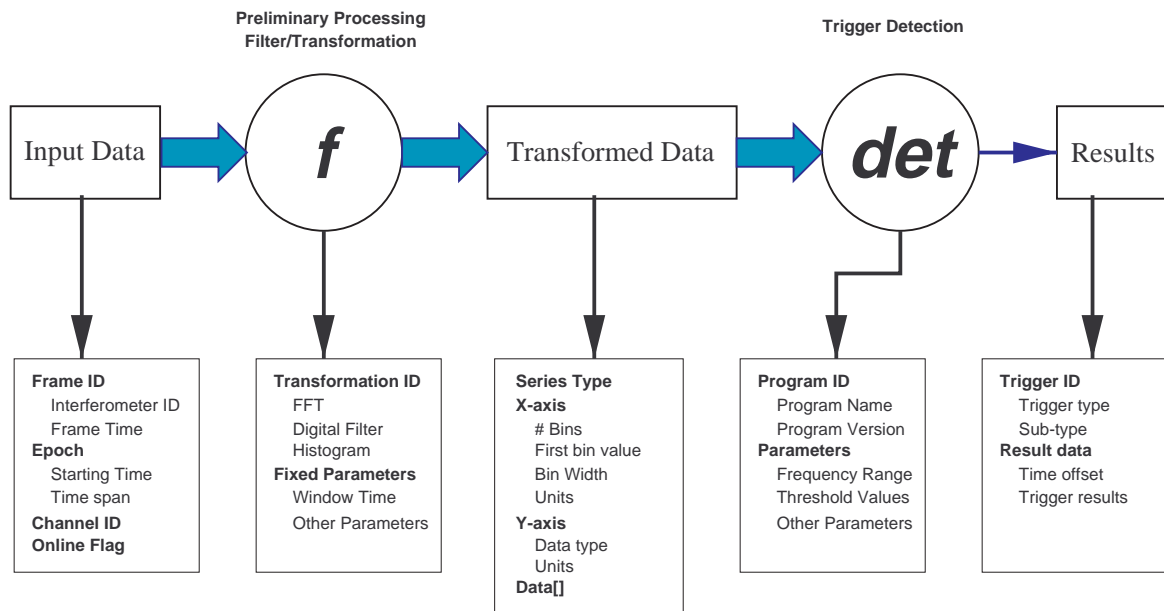 Preliminary Processing
Filter/Transformation
Trigger Detection
Input Data
f
Transformed Data
det
Results
Frame ID
Interferometer ID
Frame Time
Epoch
Starting Time
Time span
Channel ID
Online Flag
Transformation ID
FFT
Digital Filter
Histogram
Fixed Parameters
Window Time
Other Parameters
Series Type
X-axis
# Bins
First bin value
Bin Width
Units
Y-axis
Data type
Units
Data[]
Program ID
Program Name
Program Version
Parameters
Frequency Range
Threshold Values
Other Parameters
Trigger ID
Trigger type
Sub-type
Result data
Time offset
Trigger results